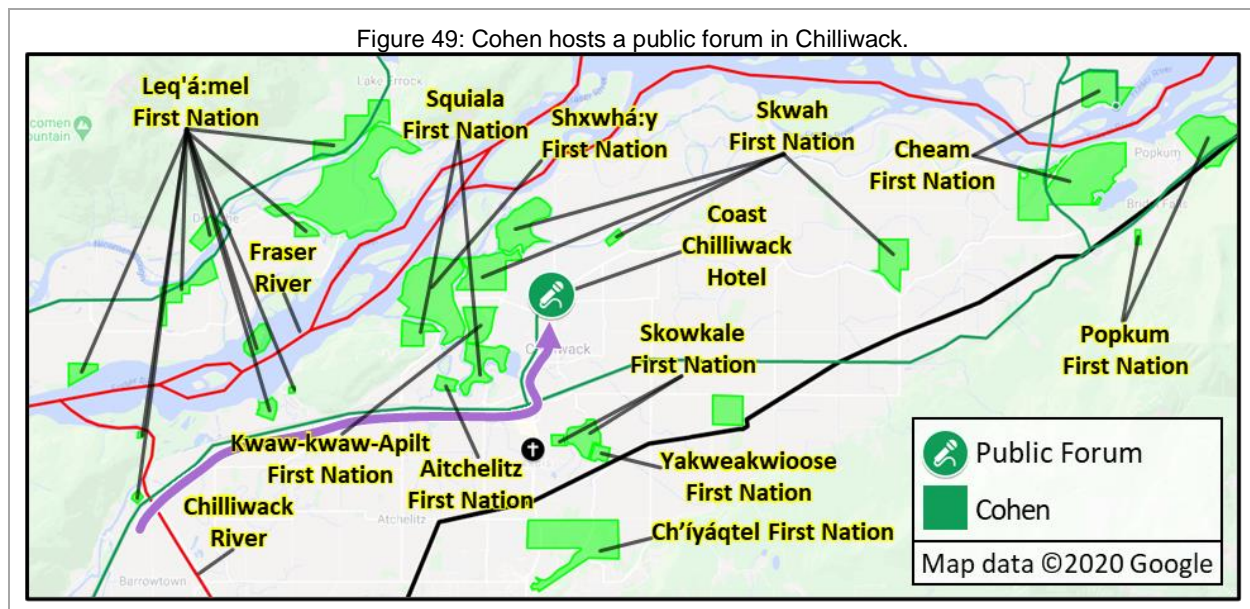 Figure 49: Cohen hosts a public forum in Chilliwack.
Leq'á:mel
First Nation
Lake Errock
Squiala
First Nation
Shxwhá:y
First Nation
Skwah
First Nation
Cheam
First Nation
Popkum
Fraser
River
Coast
Chilliwack
Hotel
Skowkale
First Nation
Popkum
First Nation
Kwaw-kwaw-Apilt
First Nation
Aitchelitz
First Nation
Yakweakwioose
First Nation
Chilliwack
River
Atchelitz
Ch'íyáqtel First Nation
Barrowtown
Public Forum
Cohen
Map data ©2020 Google